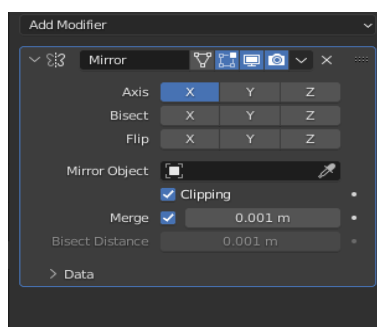 Add Modifier
Mirror
Axis X Y Z
Bisect X Y Z
Flip X Y Z
Mirror Object
Clipping
Merge 0.001 m
Bisect Distance 0.001 m
Data